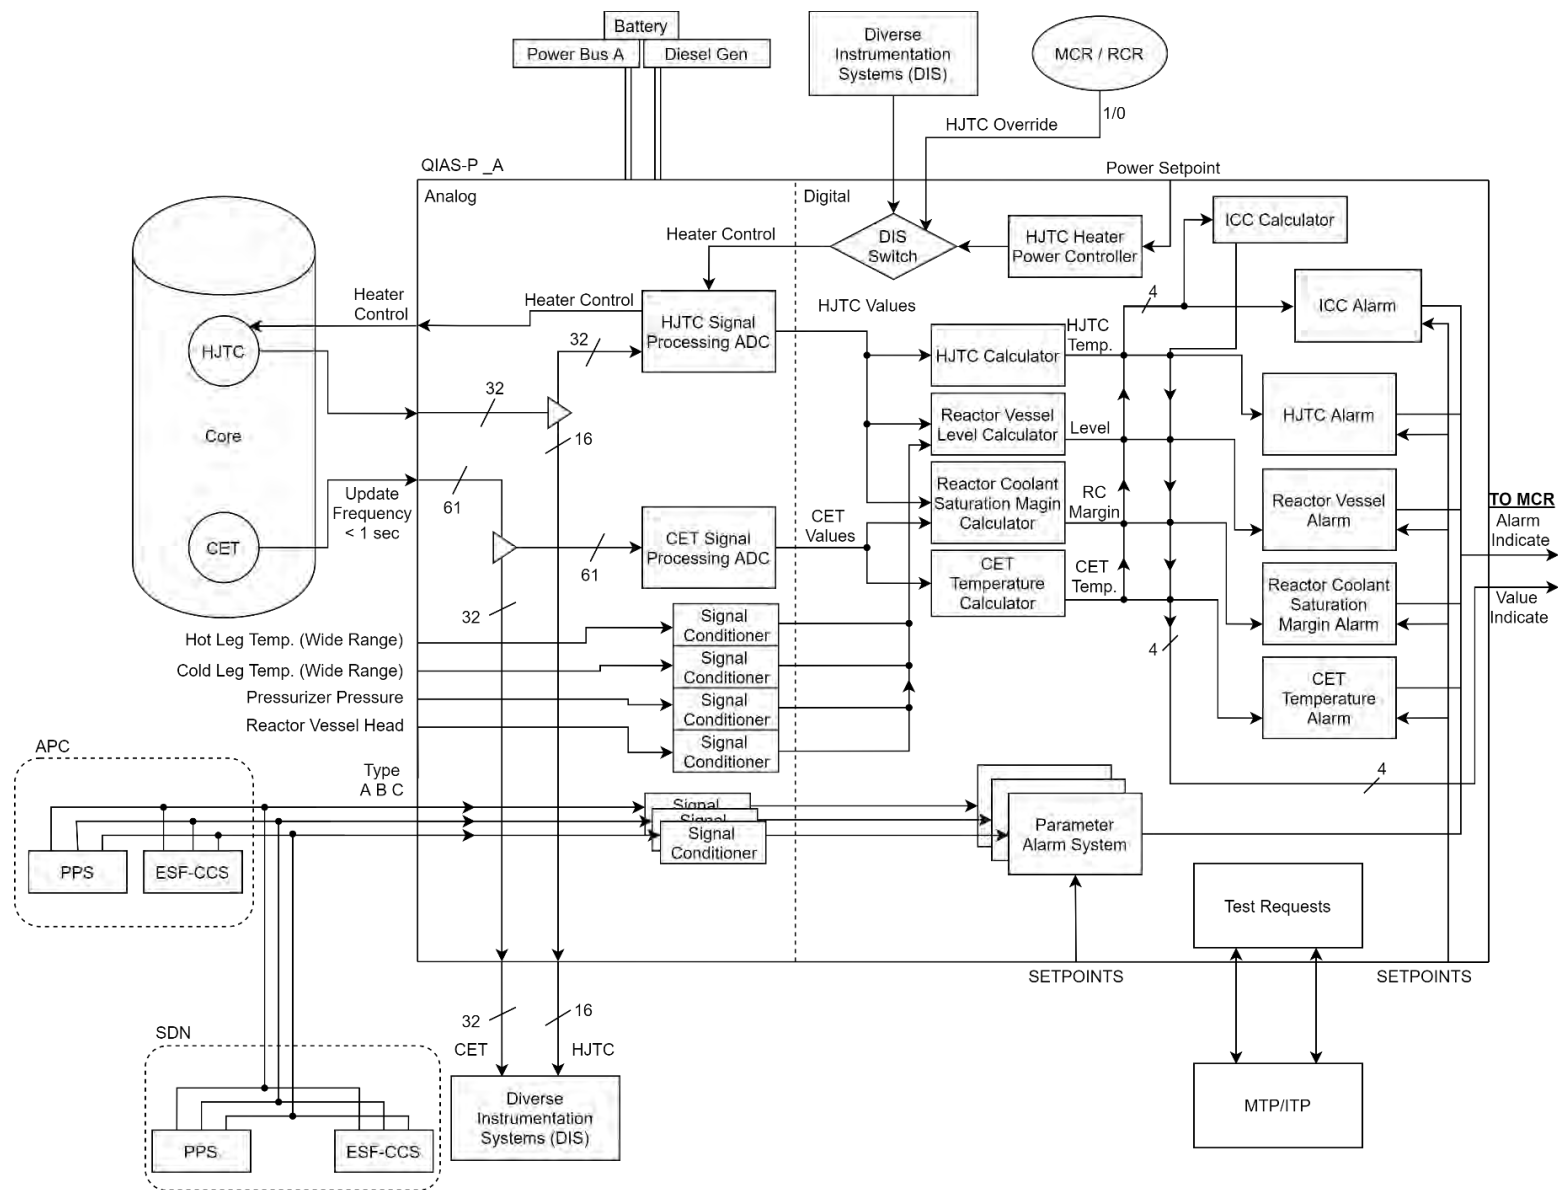 Battery
Power Bus A
Diesel Gen
Diverse
Instrumentation
Systems (DIS)
MCR / RCR
1/0
HJTC Override
QIAS-P _A
Power Setpoint
Analog
Digital
ICC Calculator
Heater Control
DIS
Switch
HJTC Heater
Power Controller
Heater
Control
Heater Control
HJTC Signal
Processing ADC
HJTC Values
4
ICC Alarm
HJTC
32
HJTC Calculator
HJTC
Temp.
32
HJTC Alarm
Core
16
Reactor Vessel
Level Calculator
Level
61
Update
Frequency
< 1 sec
Reactor Coolant
Saturation Magin
Calculator
RC
Margin
Reactor Vessel
Alarm
TO MCR
Alarm
Indicate
CET
CET Signal
Processing ADC
CET
Values
61
CET
Temperature
Calculator
CET
Temp.
Reactor Coolant
Saturation
Margin Alarm
Value
Indicate
32
Signal
Conditioner
Hot Leg Temp. (Wide Range)
4
Signal
Conditioner
Cold Leg Temp. (Wide Range)
Signal
Conditioner
Pressurizer Pressure
Signal
Conditioner
Reactor Vessel Head
CET
Temperature
Alarm
APC
Type
A B C
4
Signal
Signal
Signal
Conditioner
Parameter
Alarm System
PPS
ESF-CCS
Test Requests
SETPOINTS
SETPOINTS
32
16
CET
HJTC
SDN
Diverse
Instrumentation
Systems (DIS)
MTP/ITP
PPS
ESF-CCS